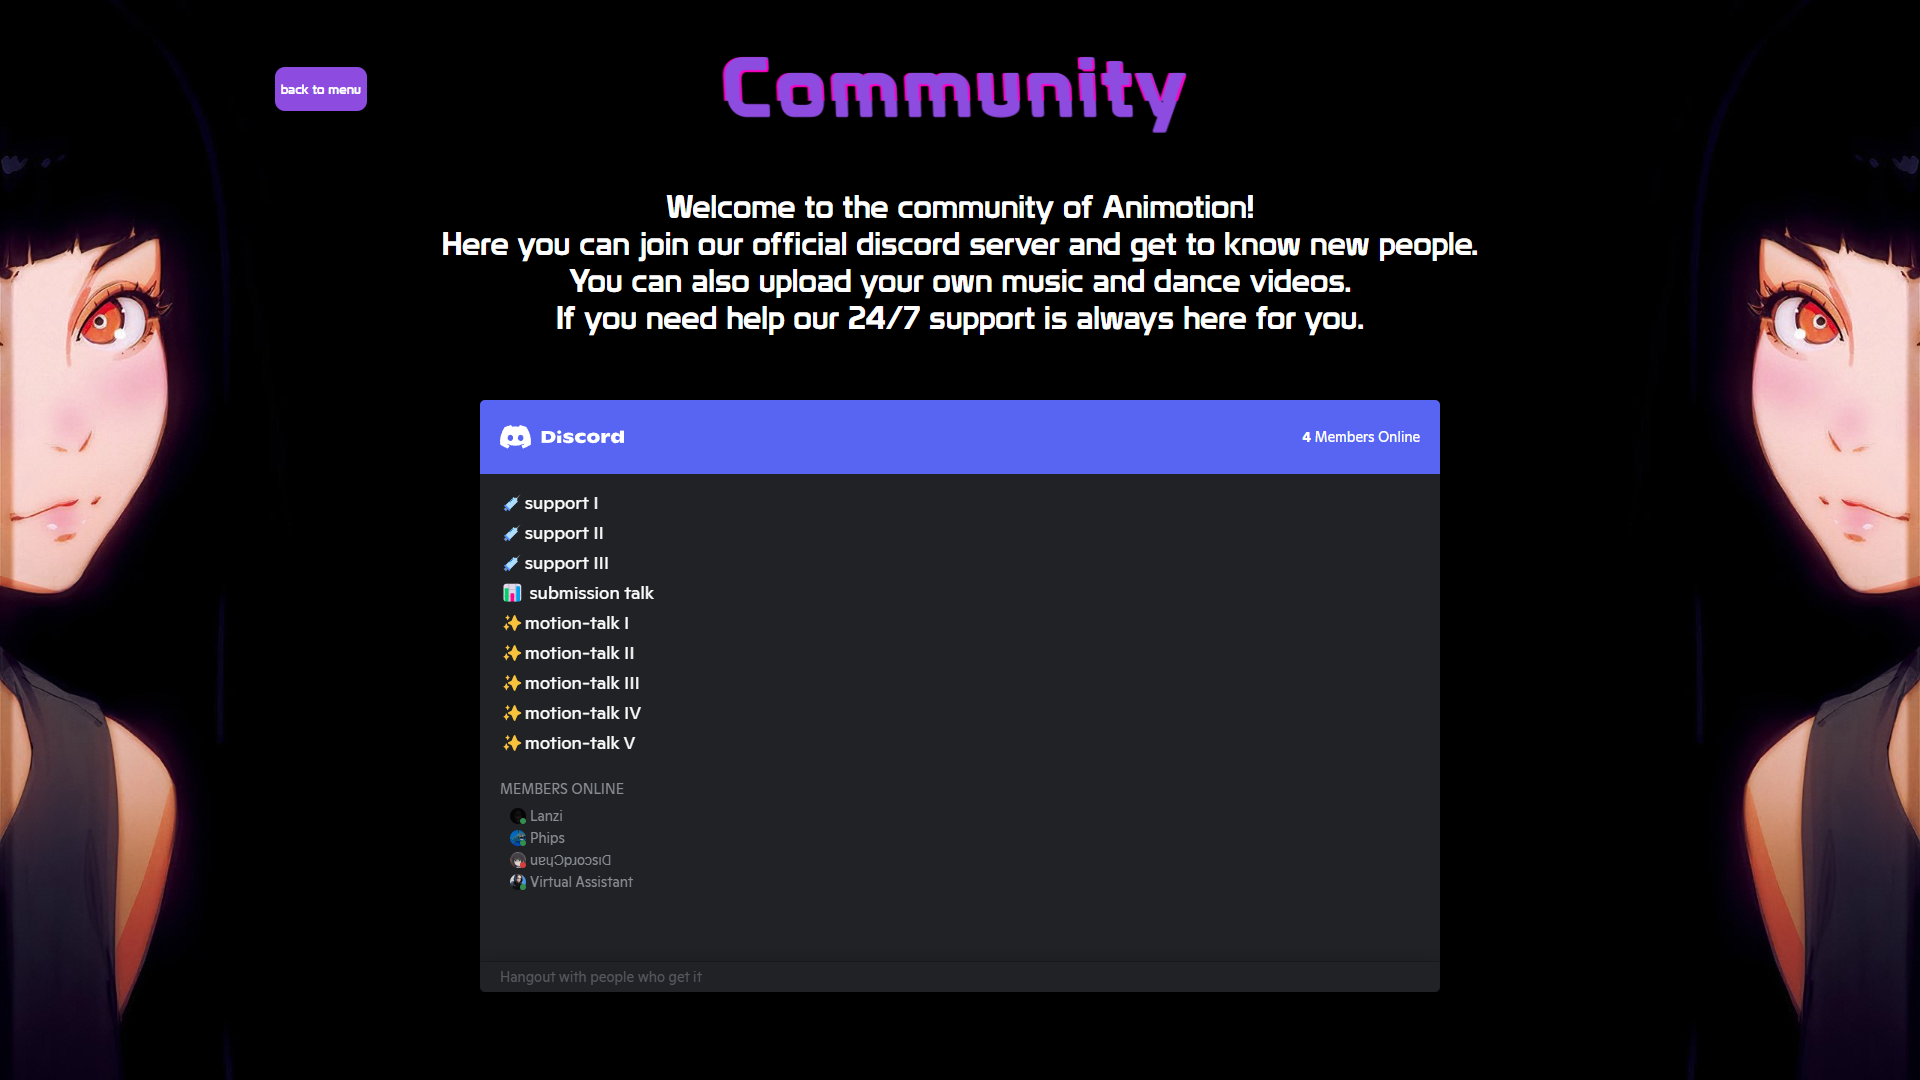 back to menu
Community
Welcome to the community of Animotion!
Here you can join our official discord server and get to know new people.
You can also upload your own music and dance videos.
If you need help our 24/7 support is always here for you.
Discord
4 Members Online
support I
support II
support III
submission talk
motion-talk I
motion-talk II
motion-talk III
motion-talk IV
motion-talk V
MEMBERS ONLINE
Lanzi
Phips
uɐɥƆpɹoɔsıᗡ
Virtual Assistant
Hangout with people who get it